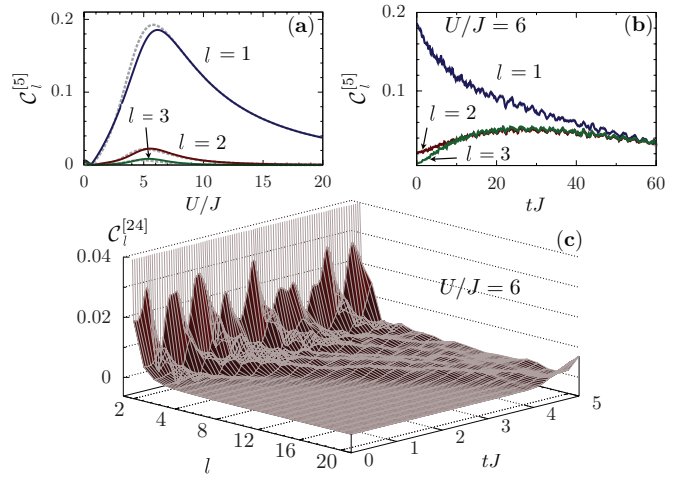 0.2
0.1
0
C_l^{[5]}
(a)
l = 1
l = 3
l = 2
0 5 10 15 20
U/J
0.2
0.1
C_l^{[5]}
U/J = 6
(b)
l = 1
l = 2
l = 3
0 20 40 60
tJ
C_l^{[24]}
(c)
0.04
U/J = 6
0.02
0
2 4 8 12 16 20
l
0 1 2 3 4 5
tJ